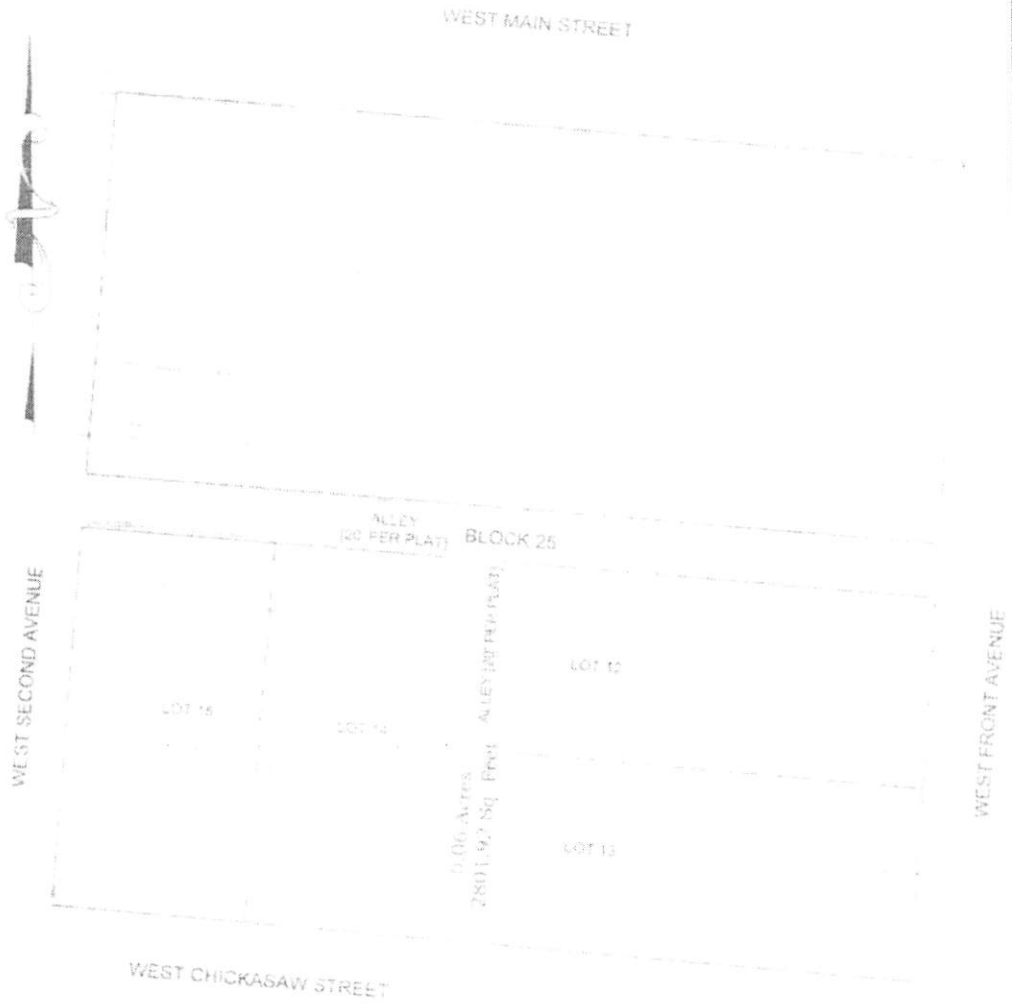 WEST MAIN STREET
ALLEY
(20' PER PLAT)
BLOCK 25
WEST SECOND AVENUE
ALLEY (20' PER PLAT)
LOT 12
WEST FRONT AVENUE
LOT 15
LOT 14
0.06 Acres
2801.92 Sq Feet
LOT 13
WEST CHICKASAW STREET